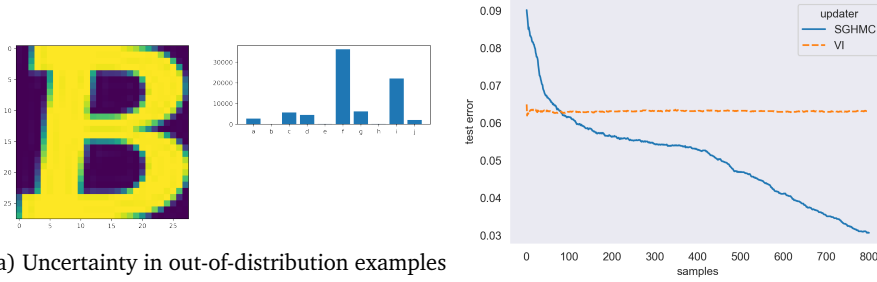 0
5
10
15
20
25
0 5 10 15 20 25
B
30000
20000
10000
0
a b c d e f g h i j
a) Uncertainty in out-of-distribution examples
0.09
0.08
0.07
0.06
0.05
0.04
0.03
test error
0 100 200 300 400 500 600 700 800
samples
updater
SGHMC
VI